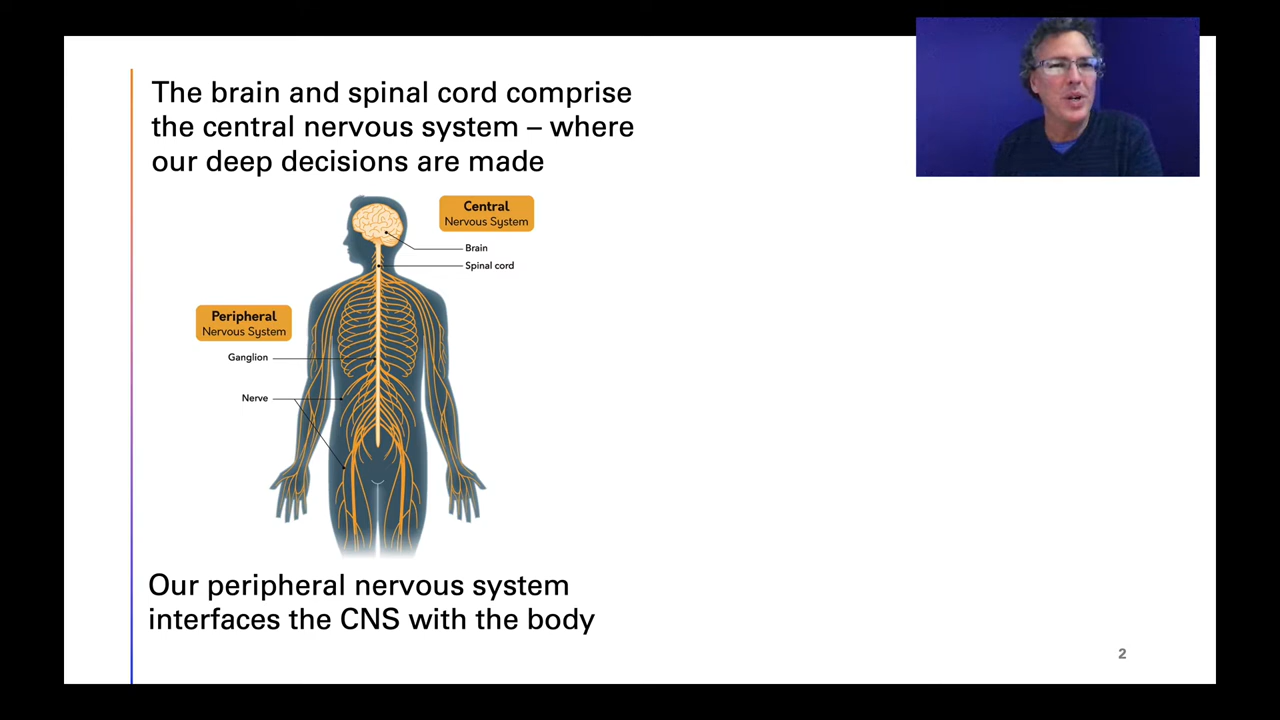 The brain and spinal cord comprise
the central nervous system – where
our deep decisions are made
Central
Nervous System
Brain
Spinal cord
Peripheral
Nervous System
Ganglion
Nerve
Our peripheral nervous system
interfaces the CNS with the body
2